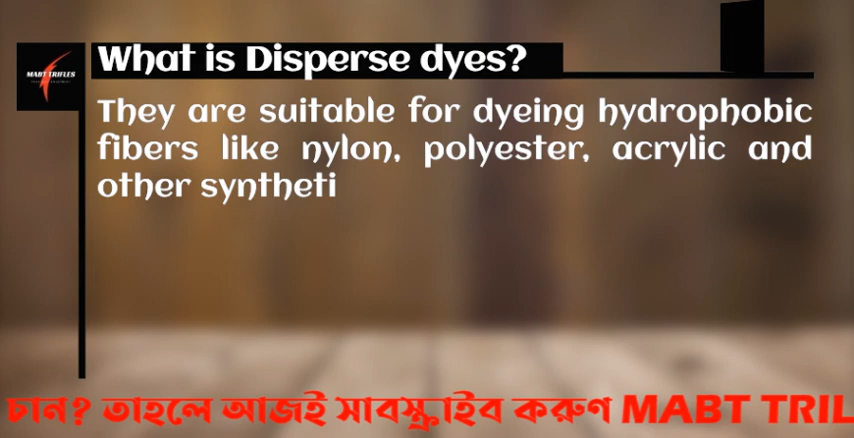 What is Disperse dyes?
MABT TRIFLES
They are suitable for dyeing hydrophobic
fibers like nylon, polyester, acrylic and
other syntheti
চান? তাহলে আজই সাবস্ক্রাইব করুণ MABT TRIL